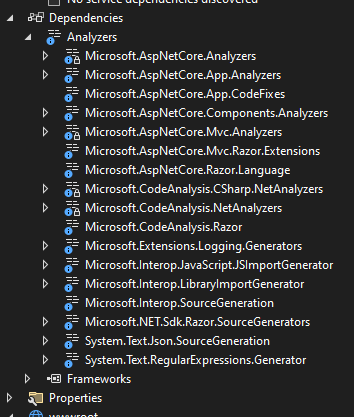 No service dependencies discovered
Dependencies
Analyzers
Microsoft.AspNetCore.Analyzers
Microsoft.AspNetCore.App.Analyzers
Microsoft.AspNetCore.App.CodeFixes
Microsoft.AspNetCore.Components.Analyzers
Microsoft.AspNetCore.Mvc.Analyzers
Microsoft.AspNetCore.Mvc.Razor.Extensions
Microsoft.AspNetCore.Razor.Language
Microsoft.CodeAnalysis.CSharp.NetAnalyzers
Microsoft.CodeAnalysis.NetAnalyzers
Microsoft.CodeAnalysis.Razor
Microsoft.Extensions.Logging.Generators
Microsoft.Interop.JavaScript.JSImportGenerator
Microsoft.Interop.LibraryImportGenerator
Microsoft.Interop.SourceGeneration
Microsoft.NET.Sdk.Razor.SourceGenerators
System.Text.Json.SourceGeneration
System.Text.RegularExpressions.Generator
Frameworks
Properties
wwwroot